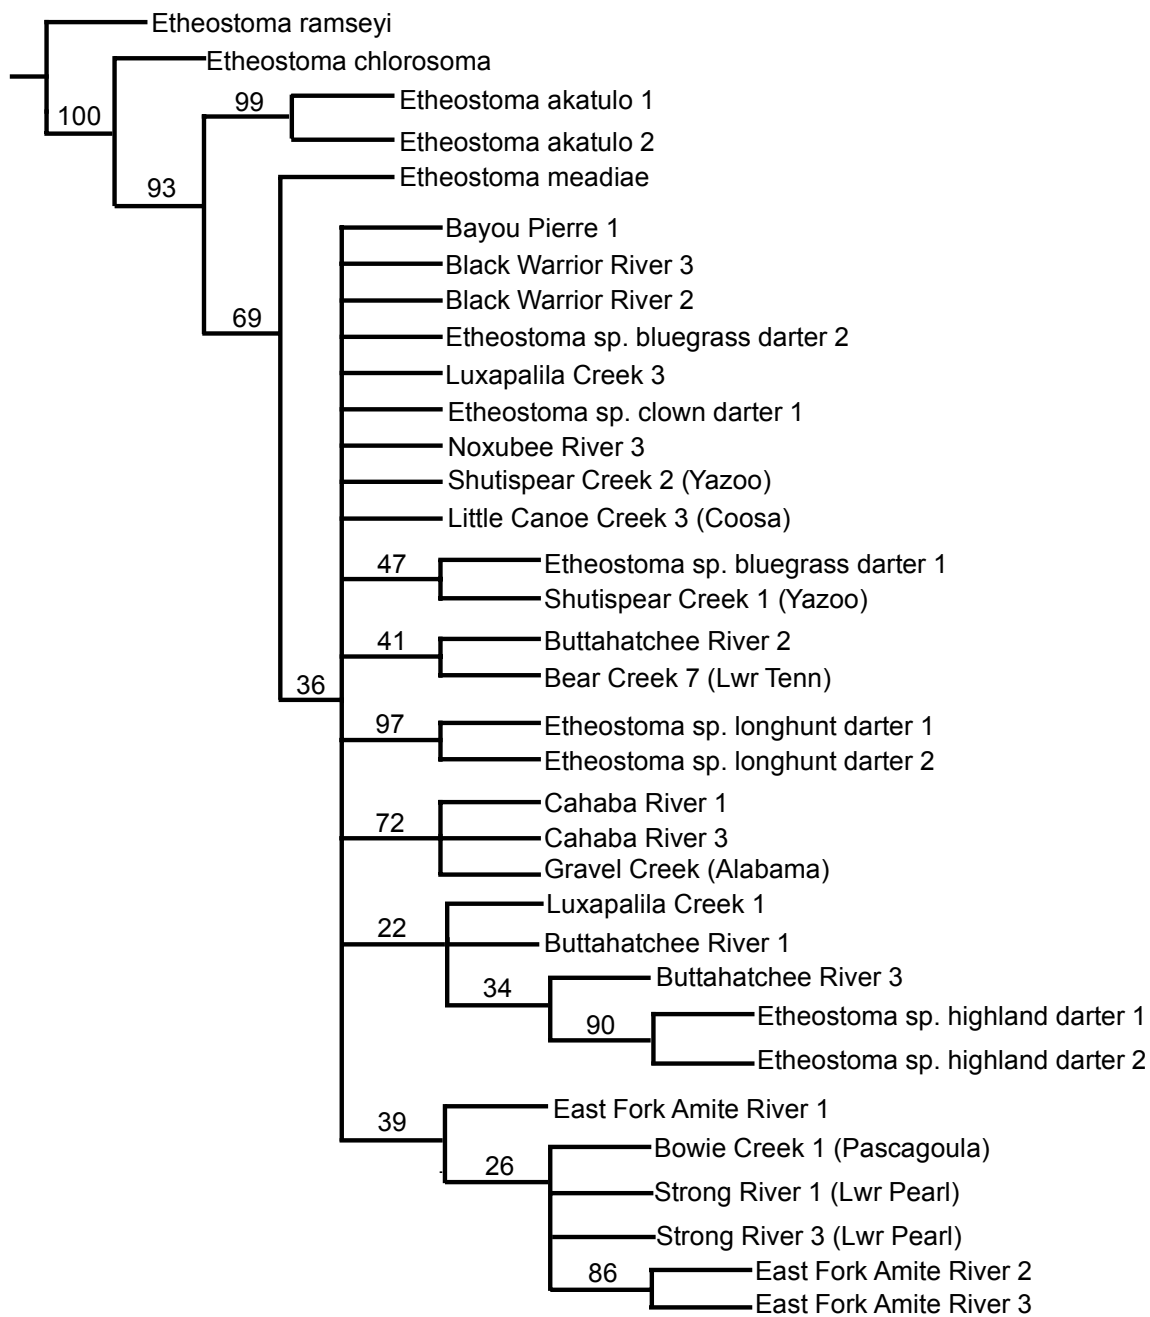 Etheostoma ramseyi
Etheostoma chlorosoma
99
Etheostoma akatulo 1
100
Etheostoma akatulo 2
Etheostoma meadiae
93
Bayou Pierre 1
Black Warrior River 3
Black Warrior River 2
69
Etheostoma sp. bluegrass darter 2
Luxapalila Creek 3
Etheostoma sp. clown darter 1
Noxubee River 3
Shutispear Creek 2 (Yazoo)
Little Canoe Creek 3 (Coosa)
47
Etheostoma sp. bluegrass darter 1
Shutispear Creek 1 (Yazoo)
41
Buttahatchee River 2
Bear Creek 7 (Lwr Tenn)
36
97
Etheostoma sp. longhunt darter 1
Etheostoma sp. longhunt darter 2
Cahaba River 1
72
Cahaba River 3
Gravel Creek (Alabama)
Luxapalila Creek 1
22
Buttahatchee River 1
Buttahatchee River 3
34
Etheostoma sp. highland darter 1
90
Etheostoma sp. highland darter 2
East Fork Amite River 1
39
Bowie Creek 1 (Pascagoula)
26
Strong River 1 (Lwr Pearl)
Strong River 3 (Lwr Pearl)
86
East Fork Amite River 2
East Fork Amite River 3